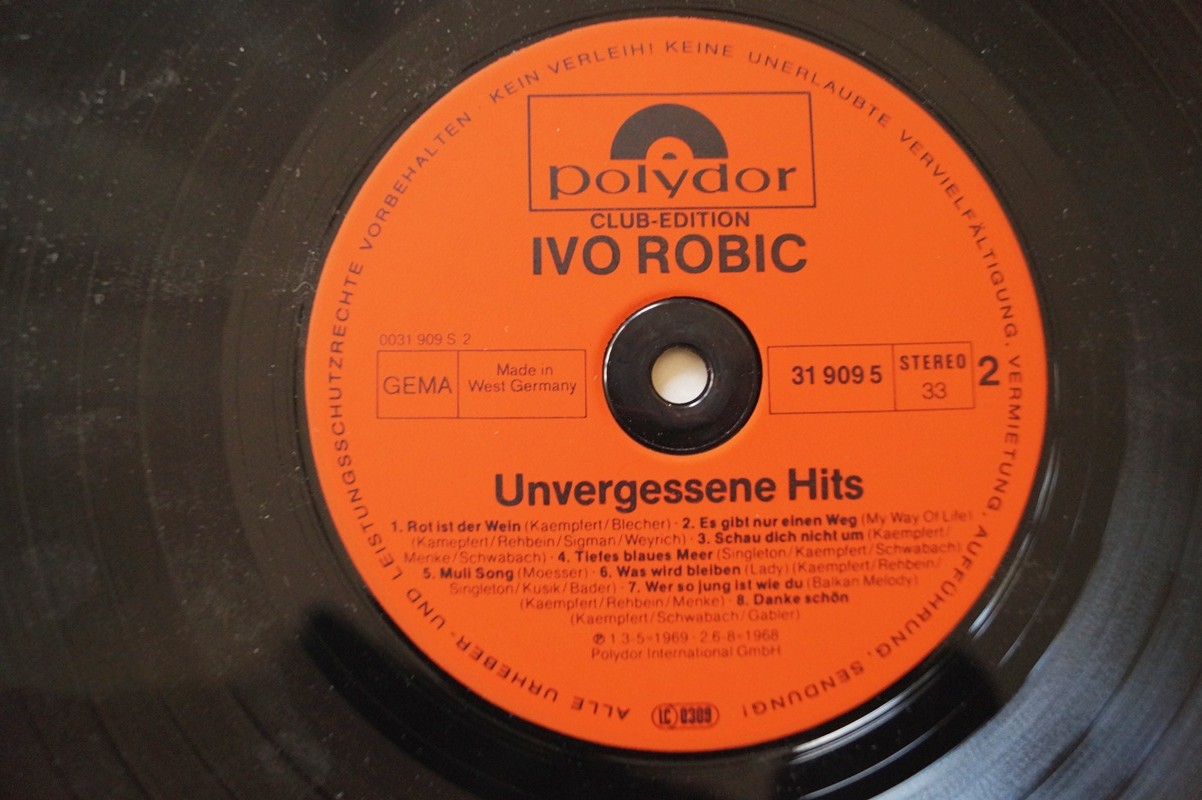 ALLE URHEBER- UND LEISTUNGSSCHUTZRECHTE VORBEHALTEN · KEIN VERLEIH! KEINE UNERLAUBTE VERVIELFÄLTIGUNG, VERMIETUNG, AUFFÜHRUNG, SENDUNG!
polydor
CLUB-EDITION
IVO ROBIC
0031 909 S 2
GEMA
Made in
West Germany
31 909 5
STEREO
33
2
Unvergessene Hits
1. Rot ist der Wein (Kaempfert/Blecher) · 2. Es gibt nur einen Weg (My Way Of Life)
(Kamepfert/Rehbein/Sigman/Weyrich) · 3. Schau dich nicht um (Kaempfert/
Menke/Schwabach) · 4. Tiefes blaues Meer (Singleton/Kaempfert/Schwabach)
5. Muli Song (Moesser) · 6. Was wird bleiben (Lady) (Kaempfert/Rehbein/
Singleton/Kusik/Bader) · 7. Wer so jung ist wie du (Balkan Melody)
(Kaempfert/Rehbein/Menke) · 8. Danke schön
(Kaempfert/Schwabach/Gabler)
℗ 1.3-5=1969 · 2.6-8=1968
Polydor International GmbH
LC 0309